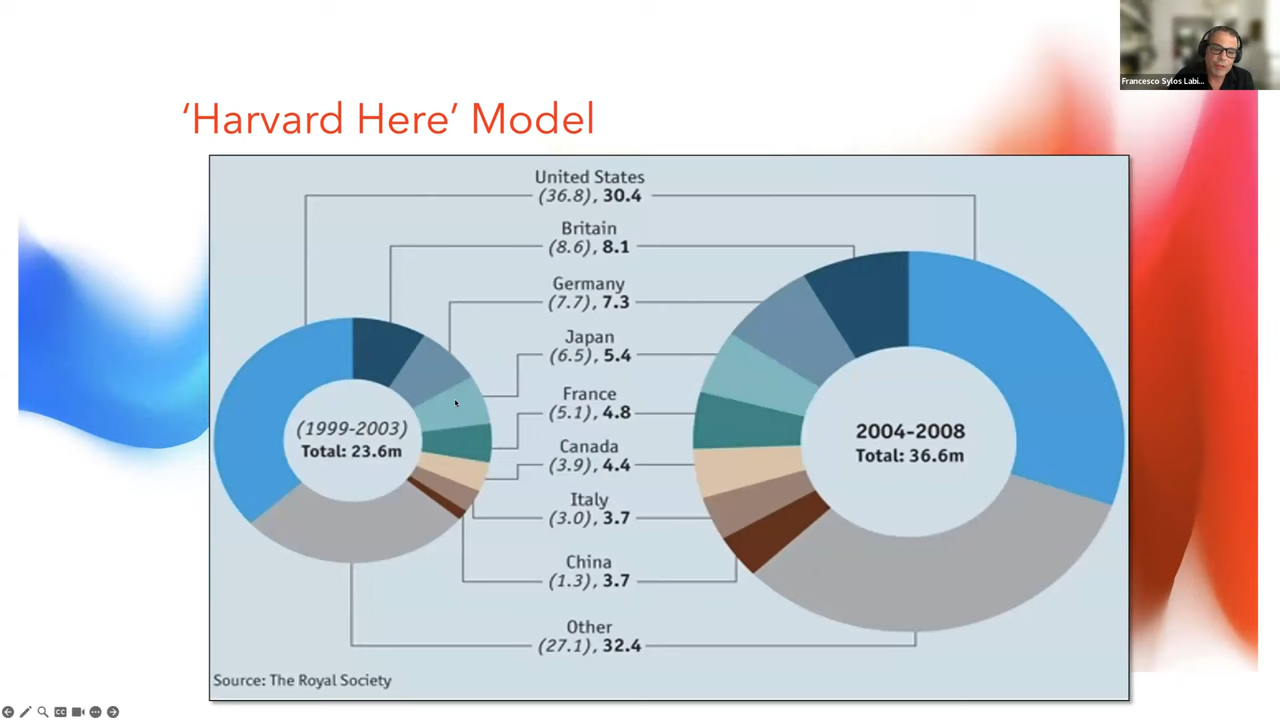 Francesco Sylos Labi...
‘Harvard Here’ Model
United States
(36.8), 30.4
Britain
(8.6), 8.1
Germany
(7.7), 7.3
Japan
(6.5), 5.4
France
(5.1), 4.8
Canada
(3.9), 4.4
Italy
(3.0), 3.7
China
(1.3), 3.7
Other
(27.1), 32.4
(1999-2003)
Total: 23.6m
2004-2008
Total: 36.6m
Source: The Royal Society
CC